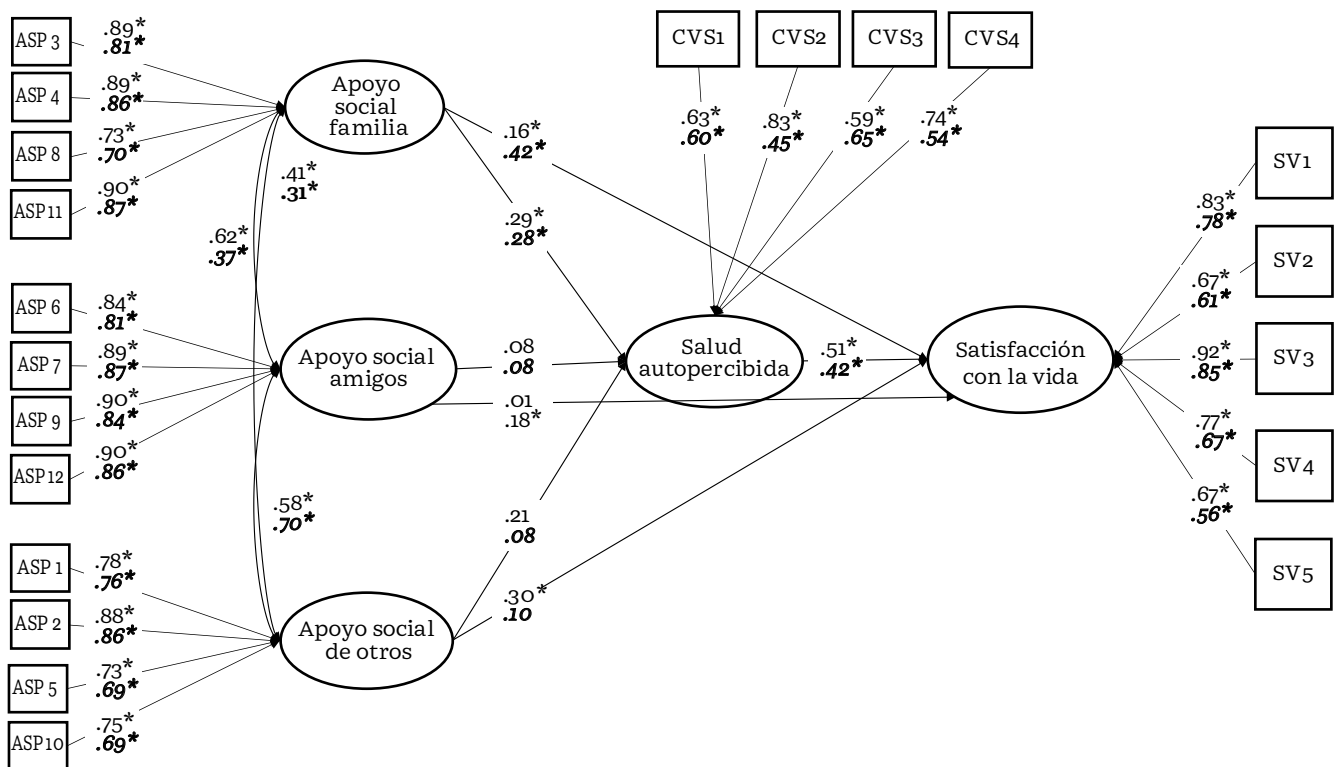 ASP 3
.89*
.81*
ASP 4
.89*
.86*
ASP 8
.73*
.70*
ASP11
.90*
.87*
Apoyo
social
familia
.41*
.31*
.62*
.37*
.16*
.42*
.29*
.28*
CVS1
CVS2
CVS3
CVS4
.63*
.60*
.83*
.45*
.59*
.65*
.74*
.54*
ASP 6
.84*
.81*
ASP 7
.89*
.87*
ASP 9
.90*
.84*
ASP12
.90*
.86*
Apoyo social
amigos
.08
.08
.01
.18*
Salud
autopercibida
.51*
.42*
Satisfacción
con la vida
SV1
.83*
.78*
SV2
.67*
.61*
SV3
.92*
.85*
SV4
.77*
.67*
SV5
.67*
.56*
.58*
.70*
.21
.08
.30*
.10
ASP 1
.78*
.76*
ASP 2
.88*
.86*
ASP 5
.73*
.69*
ASP10
.75*
.69*
Apoyo social
de otros